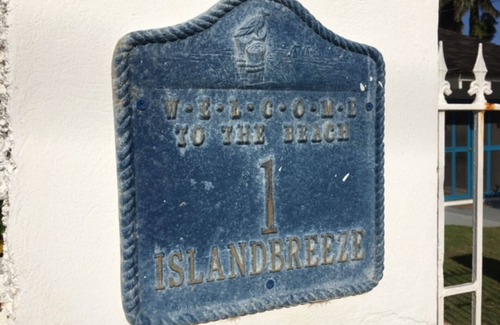 W·E·L·C·O·M·E
TO THE BEACH
1
ISLANDBREEZE